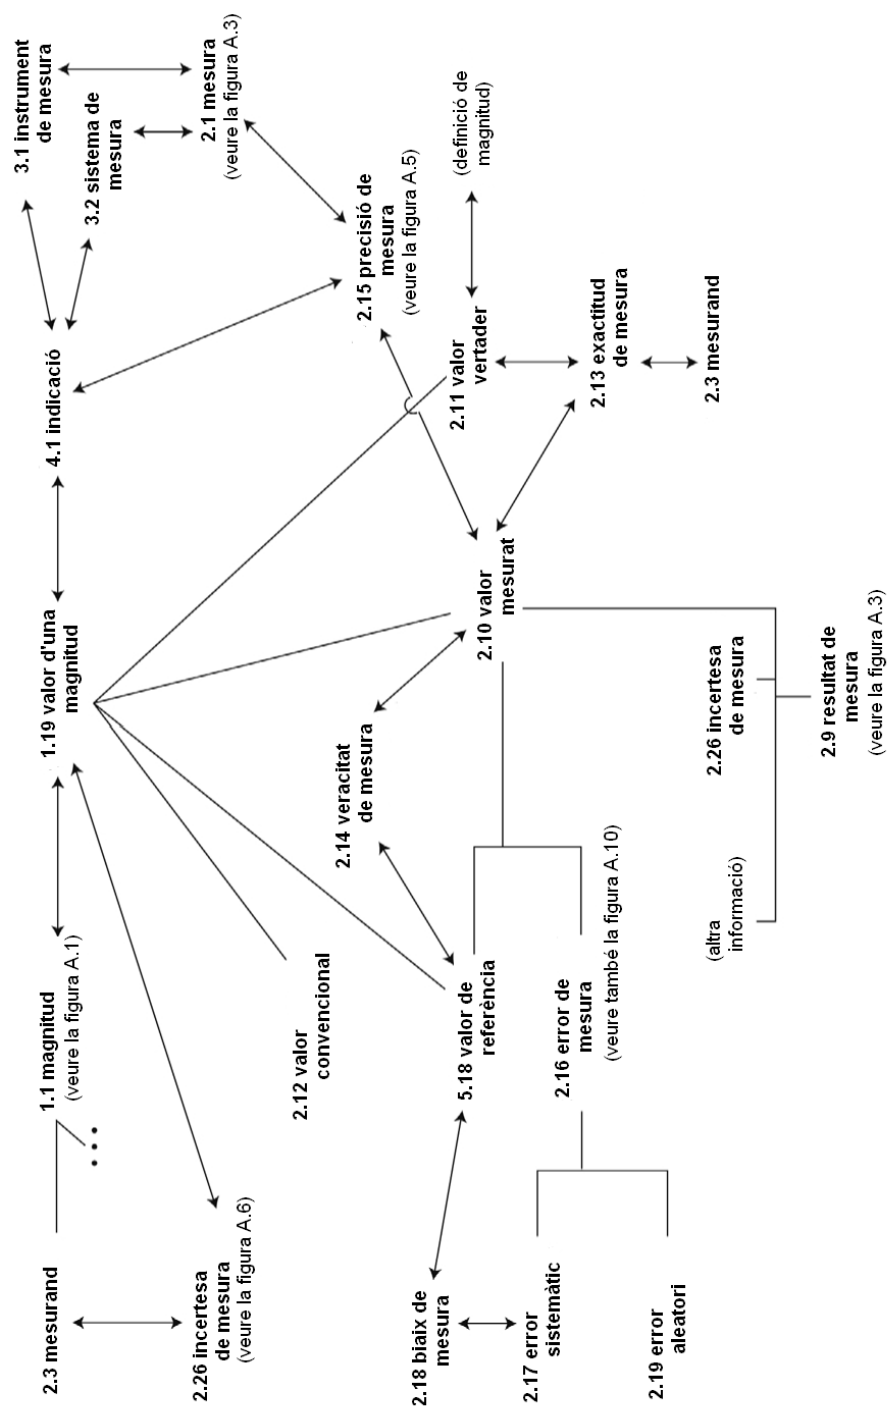 2.3 mesurand
2.26 incertesa
de mesura
(veure la figura A.6)
1.1 magnitud
(veure la figura A.1)
1.19 valor d'una
magnitud
4.1 indicació
3.1 instrument
de mesura
3.2 sistema de
mesura
2.1 mesura
(veure la figura A.3)
2.12 valor
convencional
2.14 veracitat
de mesura
2.15 precisió de
mesura
(veure la figura A.5)
2.18 biaix de
mesura
5.18 valor de
referència
2.10 valor
mesurat
2.11 valor
vertader
(definició de
magnitud)
2.17 error
sistemàtic
2.16 error de
mesura
(veure també la figura A.10)
2.13 exactitud
de mesura
2.19 error
aleatori
(altra
informació)
2.26 incertesa
de mesura
2.3 mesurand
2.9 resultat de
mesura
(veure la figura A.3)